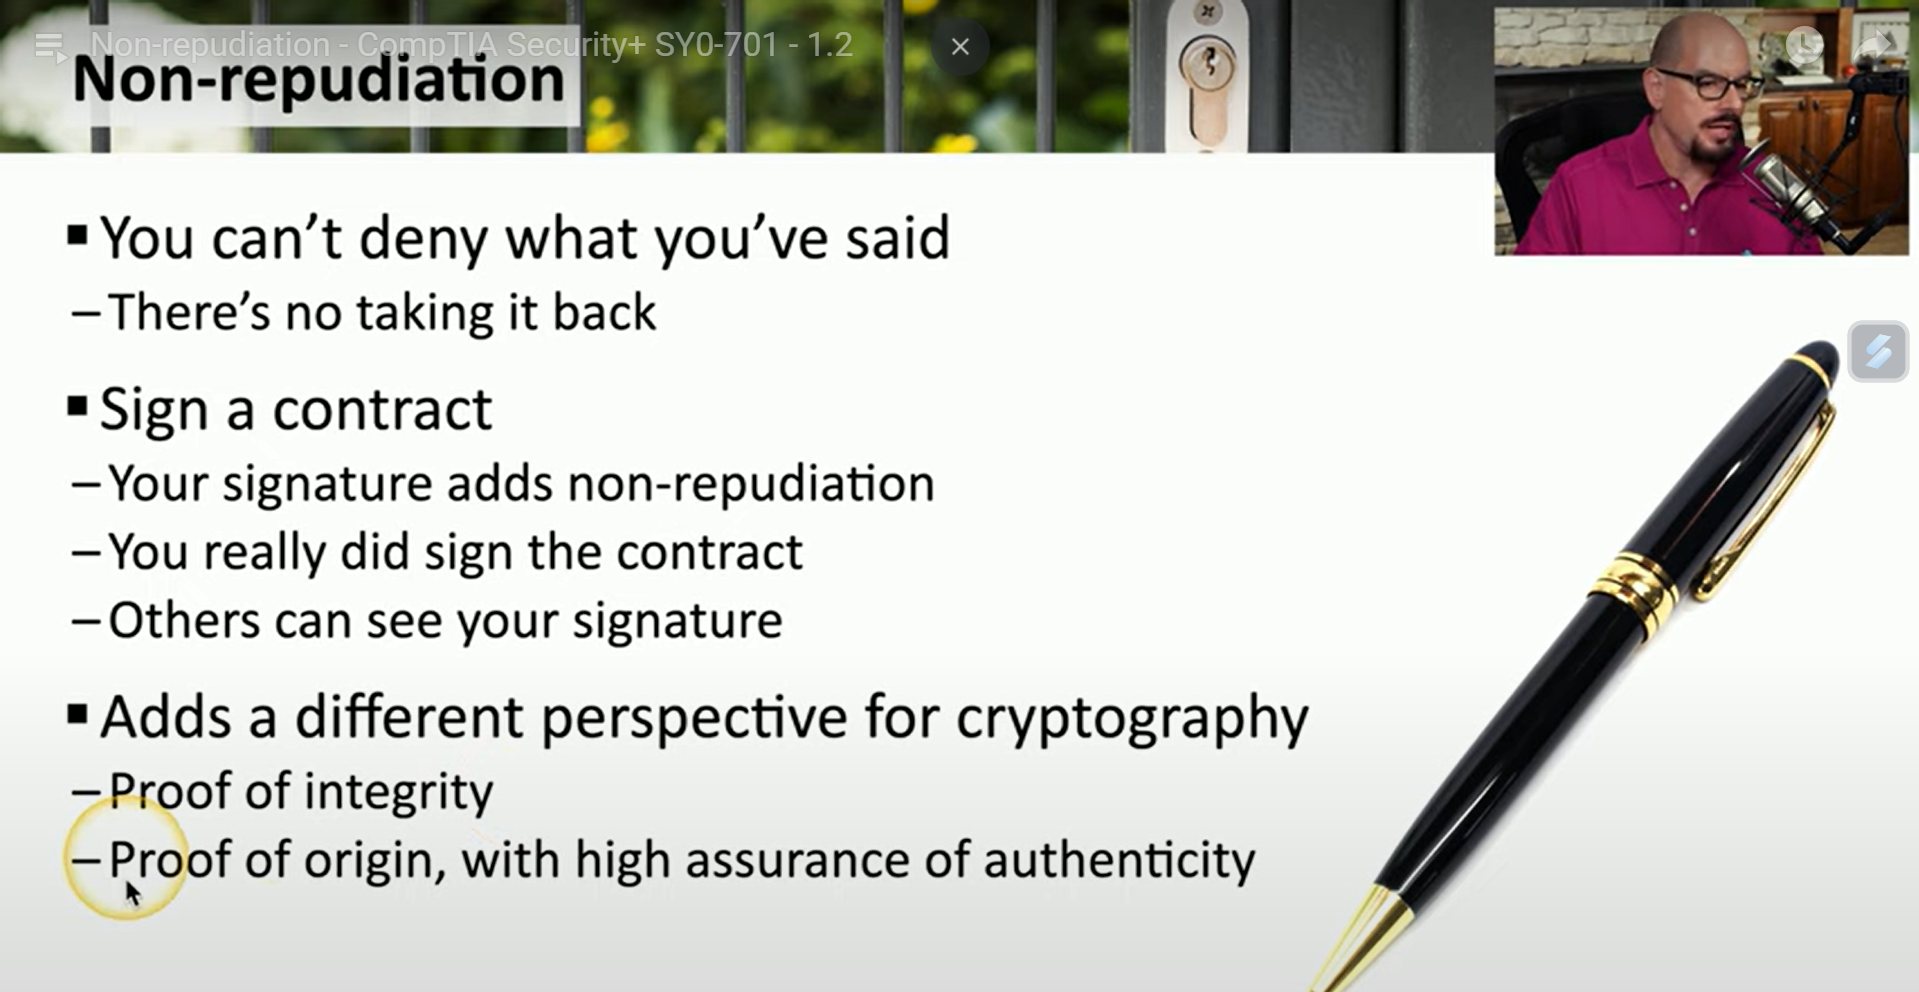 Non-repudiation - CompTIA Security+ SY0-701 - 1.2
Non-repudiation
▪ You can’t deny what you’ve said
– There’s no taking it back
▪ Sign a contract
– Your signature adds non-repudiation
– You really did sign the contract
– Others can see your signature
▪ Adds a different perspective for cryptography
– Proof of integrity
– Proof of origin, with high assurance of authenticity